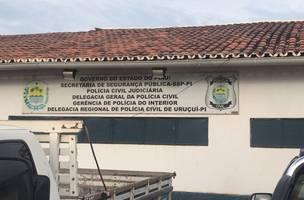 GOVERNO DO ESTADO DO PIAUÍ
SECRETARIA DE SEGURANÇA PÚBLICA-SSP-PI
POLÍCIA CIVIL JUDICIÁRIA
DELEGACIA GERAL DA POLÍCIA CIVIL
GERÊNCIA DE POLÍCIA DO INTERIOR
DELEGACIA REGIONAL DE POLÍCIA CIVIL DE URUÇUÍ-PI